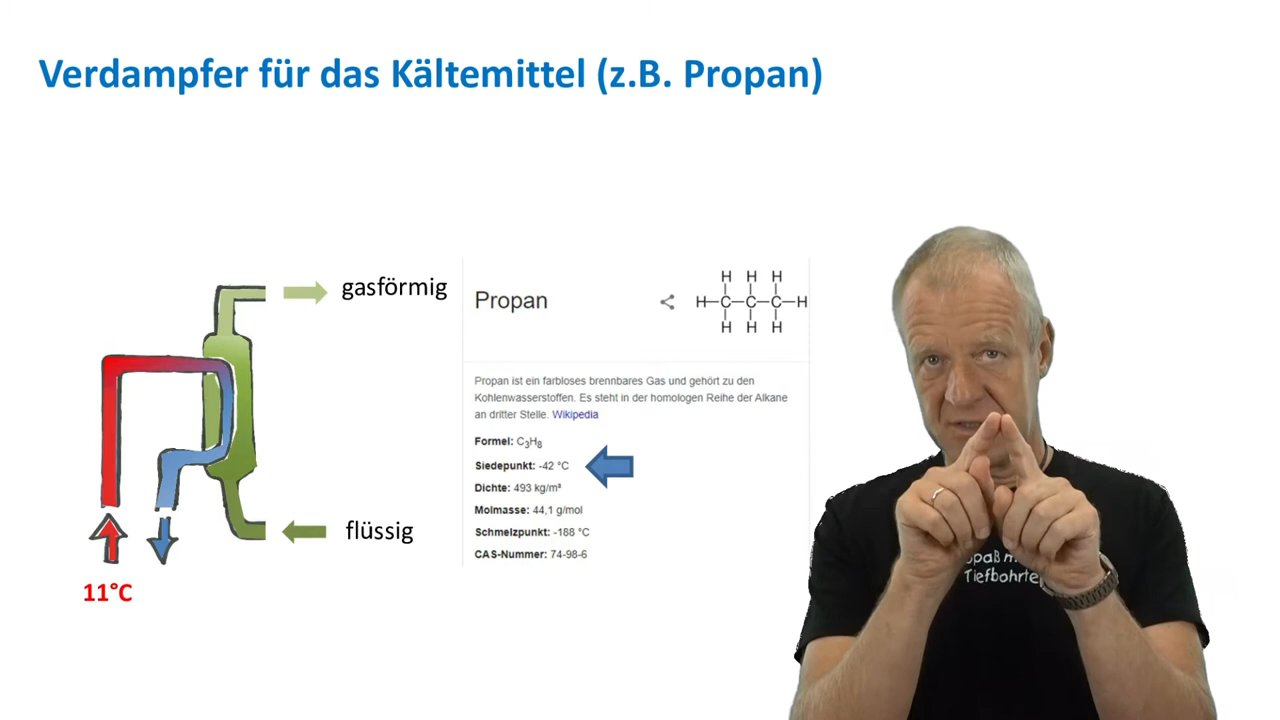 Verdampfer für das Kältemittel (z.B. Propan)
gasförmig
flüssig
11°C
Propan
H H H
H-C-C-C-H
H H H
Propan ist ein farbloses brennbares Gas und gehört zu den
Kohlenwasserstoffen. Es steht in der homologen Reihe der Alkane
an dritter Stelle. Wikipedia
Formel: C₃H₈
Siedepunkt: -42 °C
Dichte: 493 kg/m³
Molmasse: 44,1 g/mol
Schmelzpunkt: -188 °C
CAS-Nummer: 74-98-6